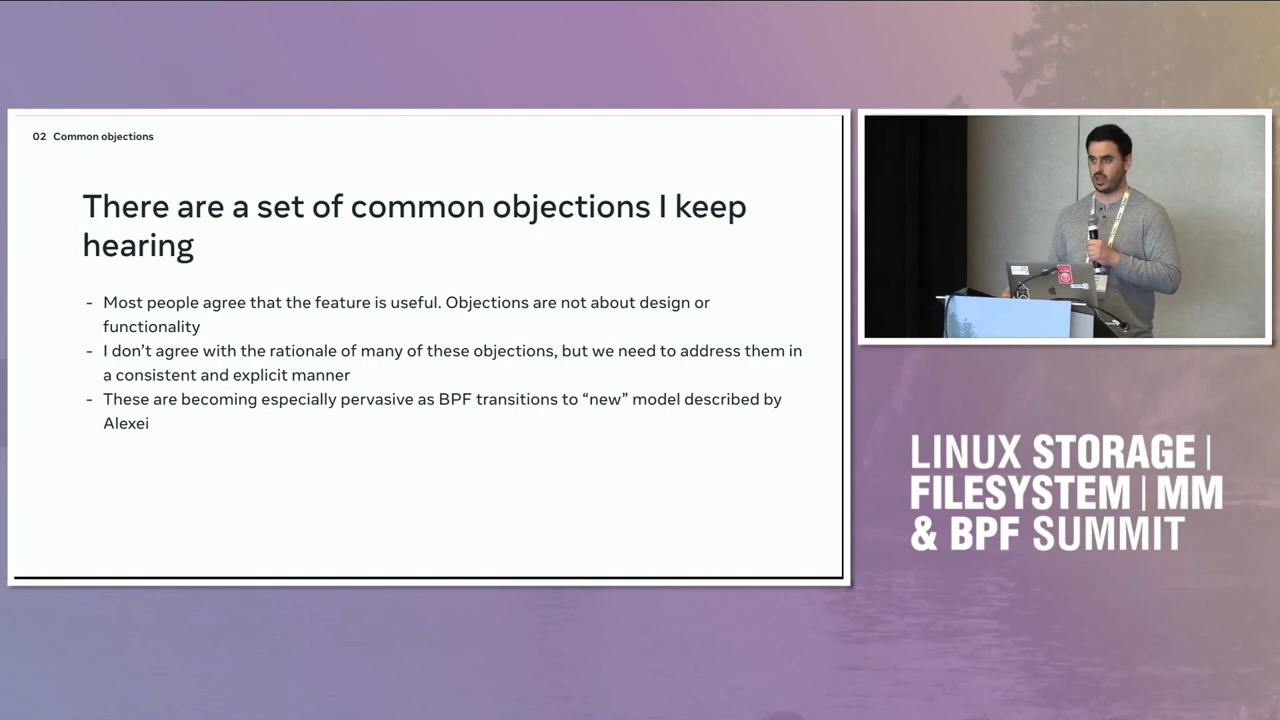 02 Common objections
There are a set of common objections I keep
hearing
- Most people agree that the feature is useful. Objections are not about design or
functionality
- I don’t agree with the rationale of many of these objections, but we need to address them in
a consistent and explicit manner
- These are becoming especially pervasive as BPF transitions to “new” model described by
Alexei
LINUX STORAGE |
FILESYSTEM | MM
& BPF SUMMIT